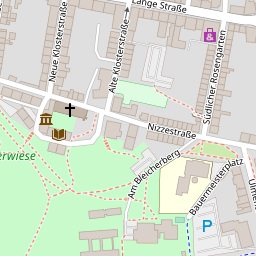 Lange Straße
Neue Klosterstraße
Alte Klosterstraße
Südlicher Rosengarten
Nizzestraße
erwiese
Am Bleicherberg
Bauermeisterplatz
Ulmen
P